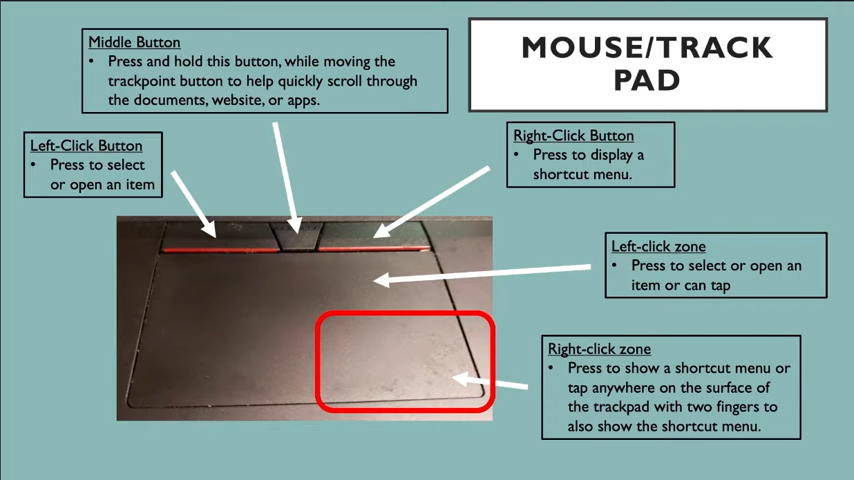 MOUSE/TRACK
PAD
Middle Button
• Press and hold this button, while moving the
trackpoint button to help quickly scroll through
the documents, website, or apps.
Left-Click Button
• Press to select
or open an item
Right-Click Button
• Press to display a
shortcut menu.
Left-click zone
• Press to select or open an
item or can tap
Right-click zone
• Press to show a shortcut menu or
tap anywhere on the surface of
the trackpad with two fingers to
also show the shortcut menu.